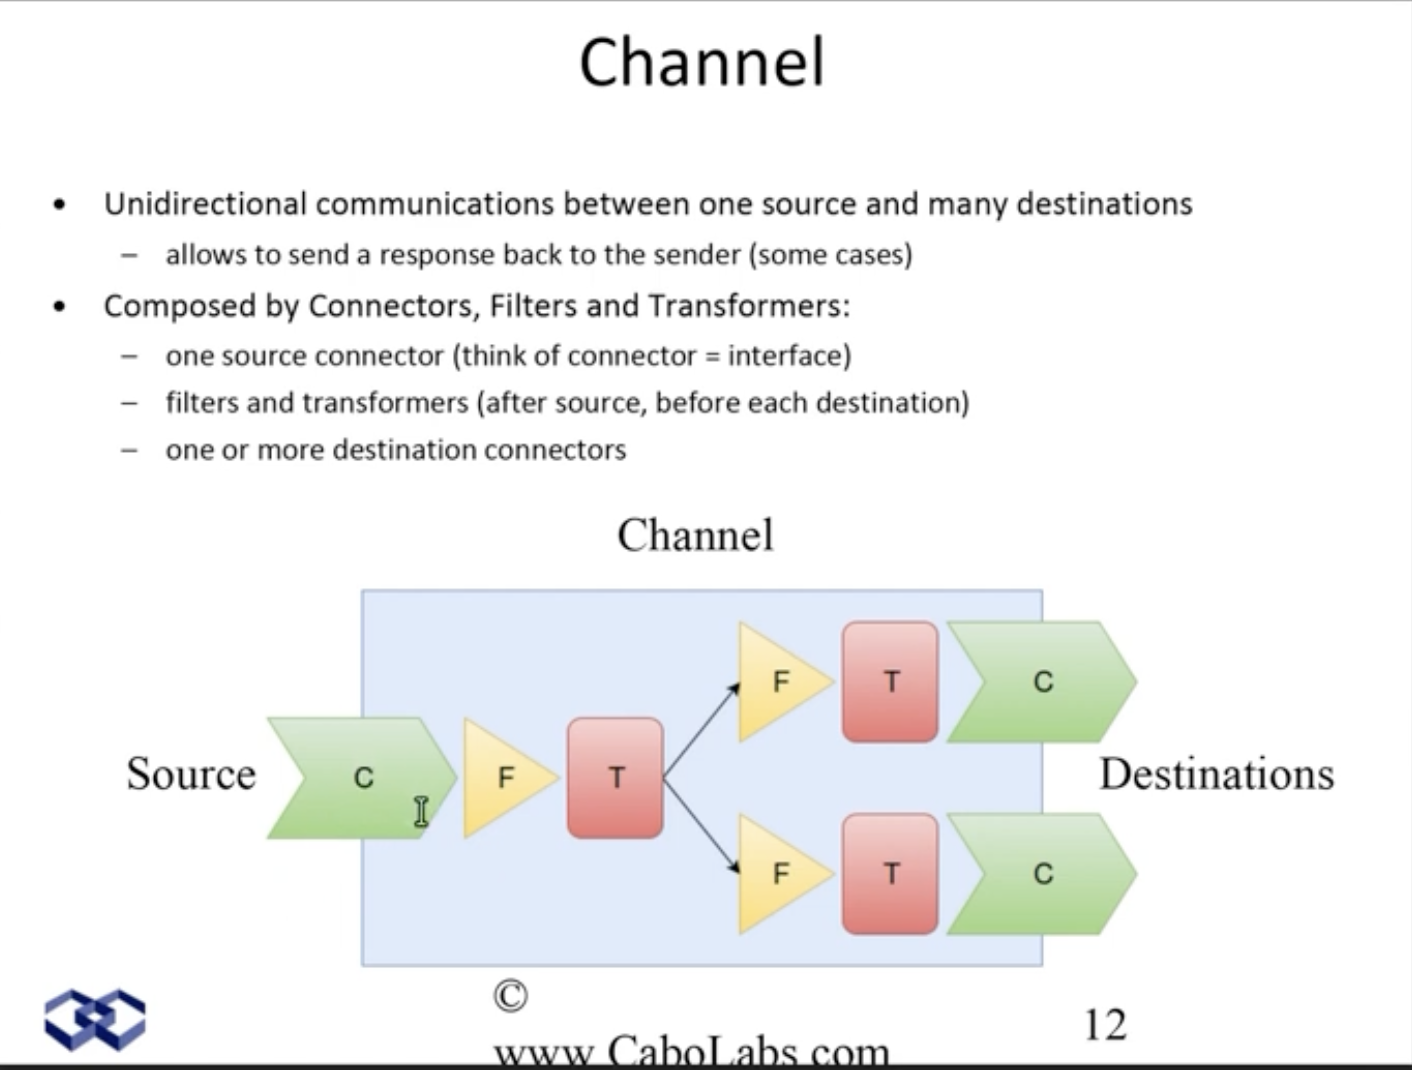 Channel
• Unidirectional communications between one source and many destinations
– allows to send a response back to the sender (some cases)
• Composed by Connectors, Filters and Transformers:
– one source connector (think of connector = interface)
– filters and transformers (after source, before each destination)
– one or more destination connectors
Channel
F T C
Source C F T Destinations
F T C
©
www CaboLabs com
12